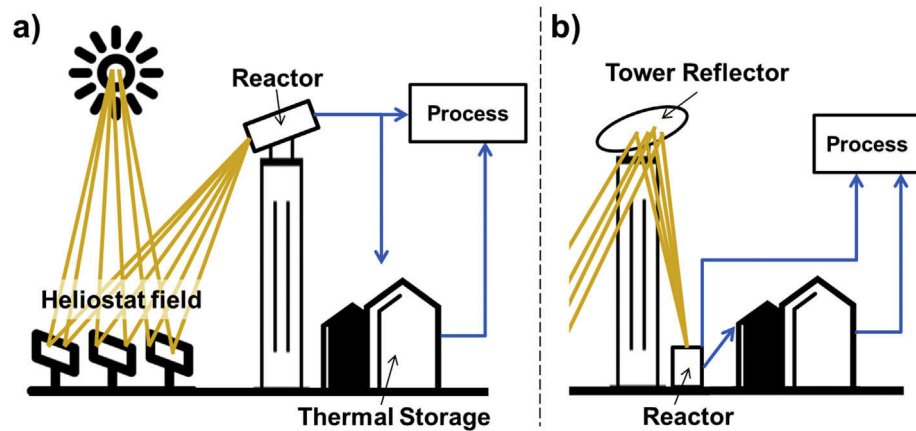 a)
Reactor
Process
Heliostat field
Thermal Storage
b)
Tower Reflector
Process
Reactor